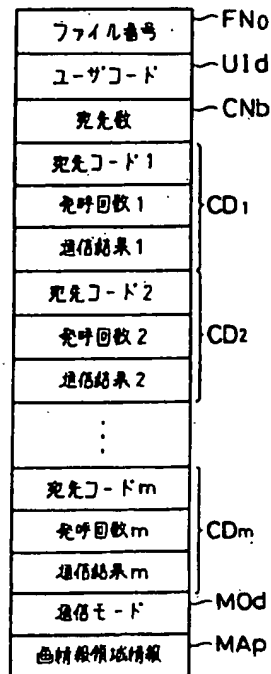 ファイル番号 FNo
ユーザコード UId
宛先数 CNb
宛先コード1
発呼回数1 CD1
通信結果1
宛先コード2
発呼回数2 CD2
通信結果2
⋮
宛先コードm
発呼回数m CDm
通信結果m
通信モード MOd
画情報領域情報 MAp